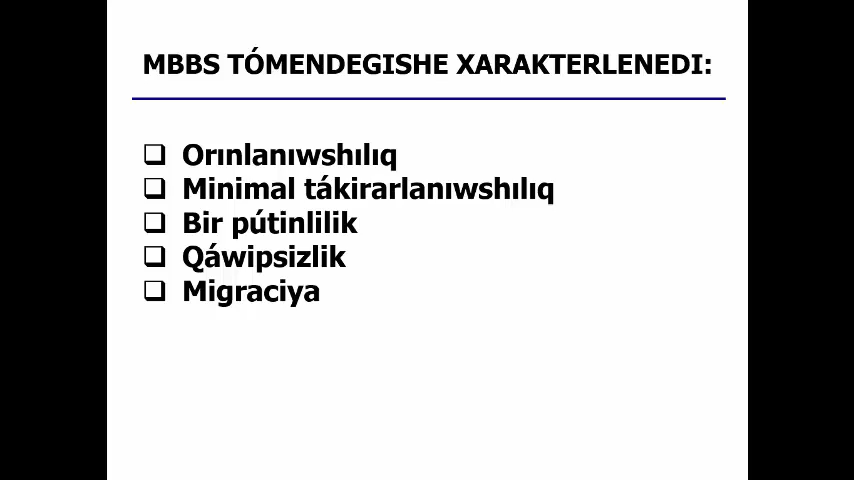 MBBS TÓMENDEGISHE XARAKTERLENEDI:
❑ Orınlanıwshılıq
❑ Minimal tákirarlanıwshılıq
❑ Bir pútinlilik
❑ Qáwipsizlik
❑ Migraciya